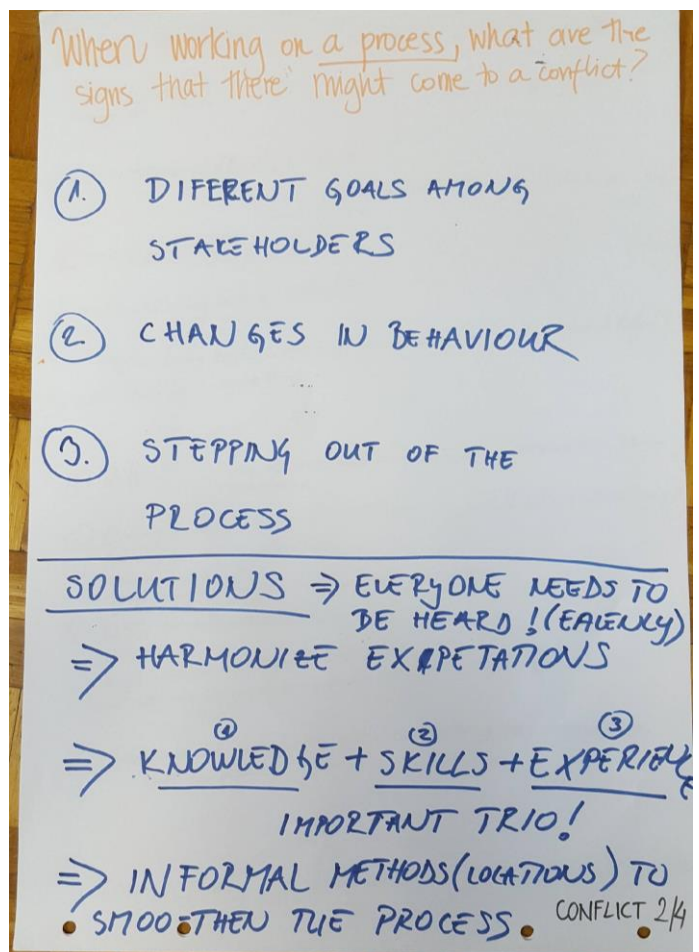 When working on a process, what are the
signs that there might come to a conflict?
1. DIFERENT GOALS AMONG
STAKEHOLDERS
2. CHANGES IN BEHAVIOUR
3. STEPPING OUT OF THE
PROCESS
SOLUTIONS ⇒ EVERYONE NEEDS TO
BE HEARD! (EALENLY)
⇒ HARMONIZE EXPETATIONS
① ② ③
⇒ KNOWLEDGE + SKILLS + EXPERIENCE
IMPORTANT TRIO!
⇒ INFORMAL METHODS (LOCATIONS) TO
SMOOETHEN THE PROCESS
CONFLICT 2/4